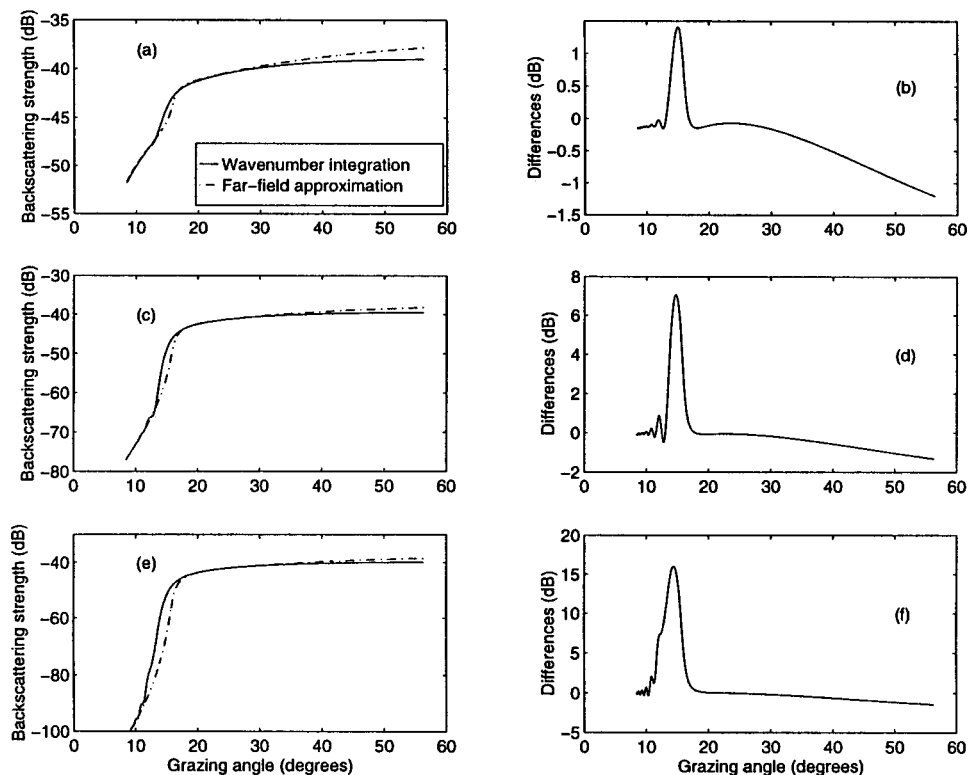 Backscattering strength (dB)
-35
-40
-45
-50
-55
(a)
Wavenumber integration
Far-field approximation
0 10 20 30 40 50 60
Differences (dB)
1
0.5
0
-0.5
-1
-1.5
(b)
0 10 20 30 40 50 60
Backscattering strength (dB)
-30
-40
-50
-60
-70
-80
(c)
0 10 20 30 40 50 60
Differences (dB)
8
6
4
2
0
-2
(d)
0 10 20 30 40 50 60
Backscattering strength (dB)
-40
-60
-80
-100
(e)
0 10 20 30 40 50 60
Grazing angle (degrees)
Differences (dB)
20
15
10
5
0
-5
(f)
0 10 20 30 40 50 60
Grazing angle (degrees)